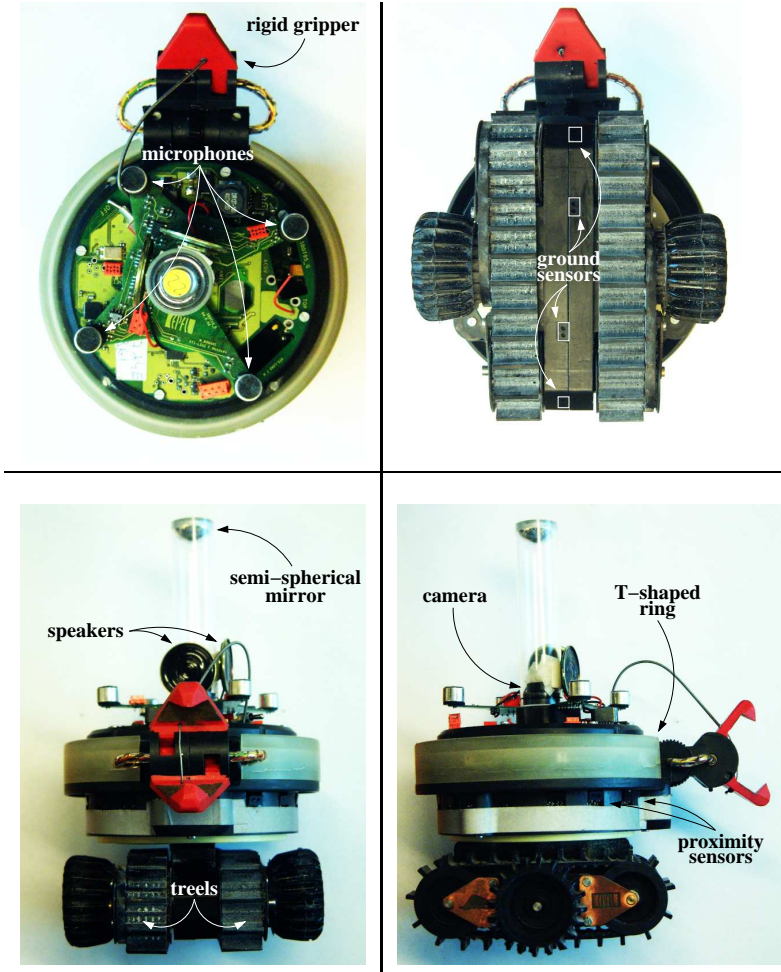 rigid gripper
microphones
ground
sensors
semi−spherical
mirror
speakers
treels
camera
T−shaped
ring
proximity
sensors